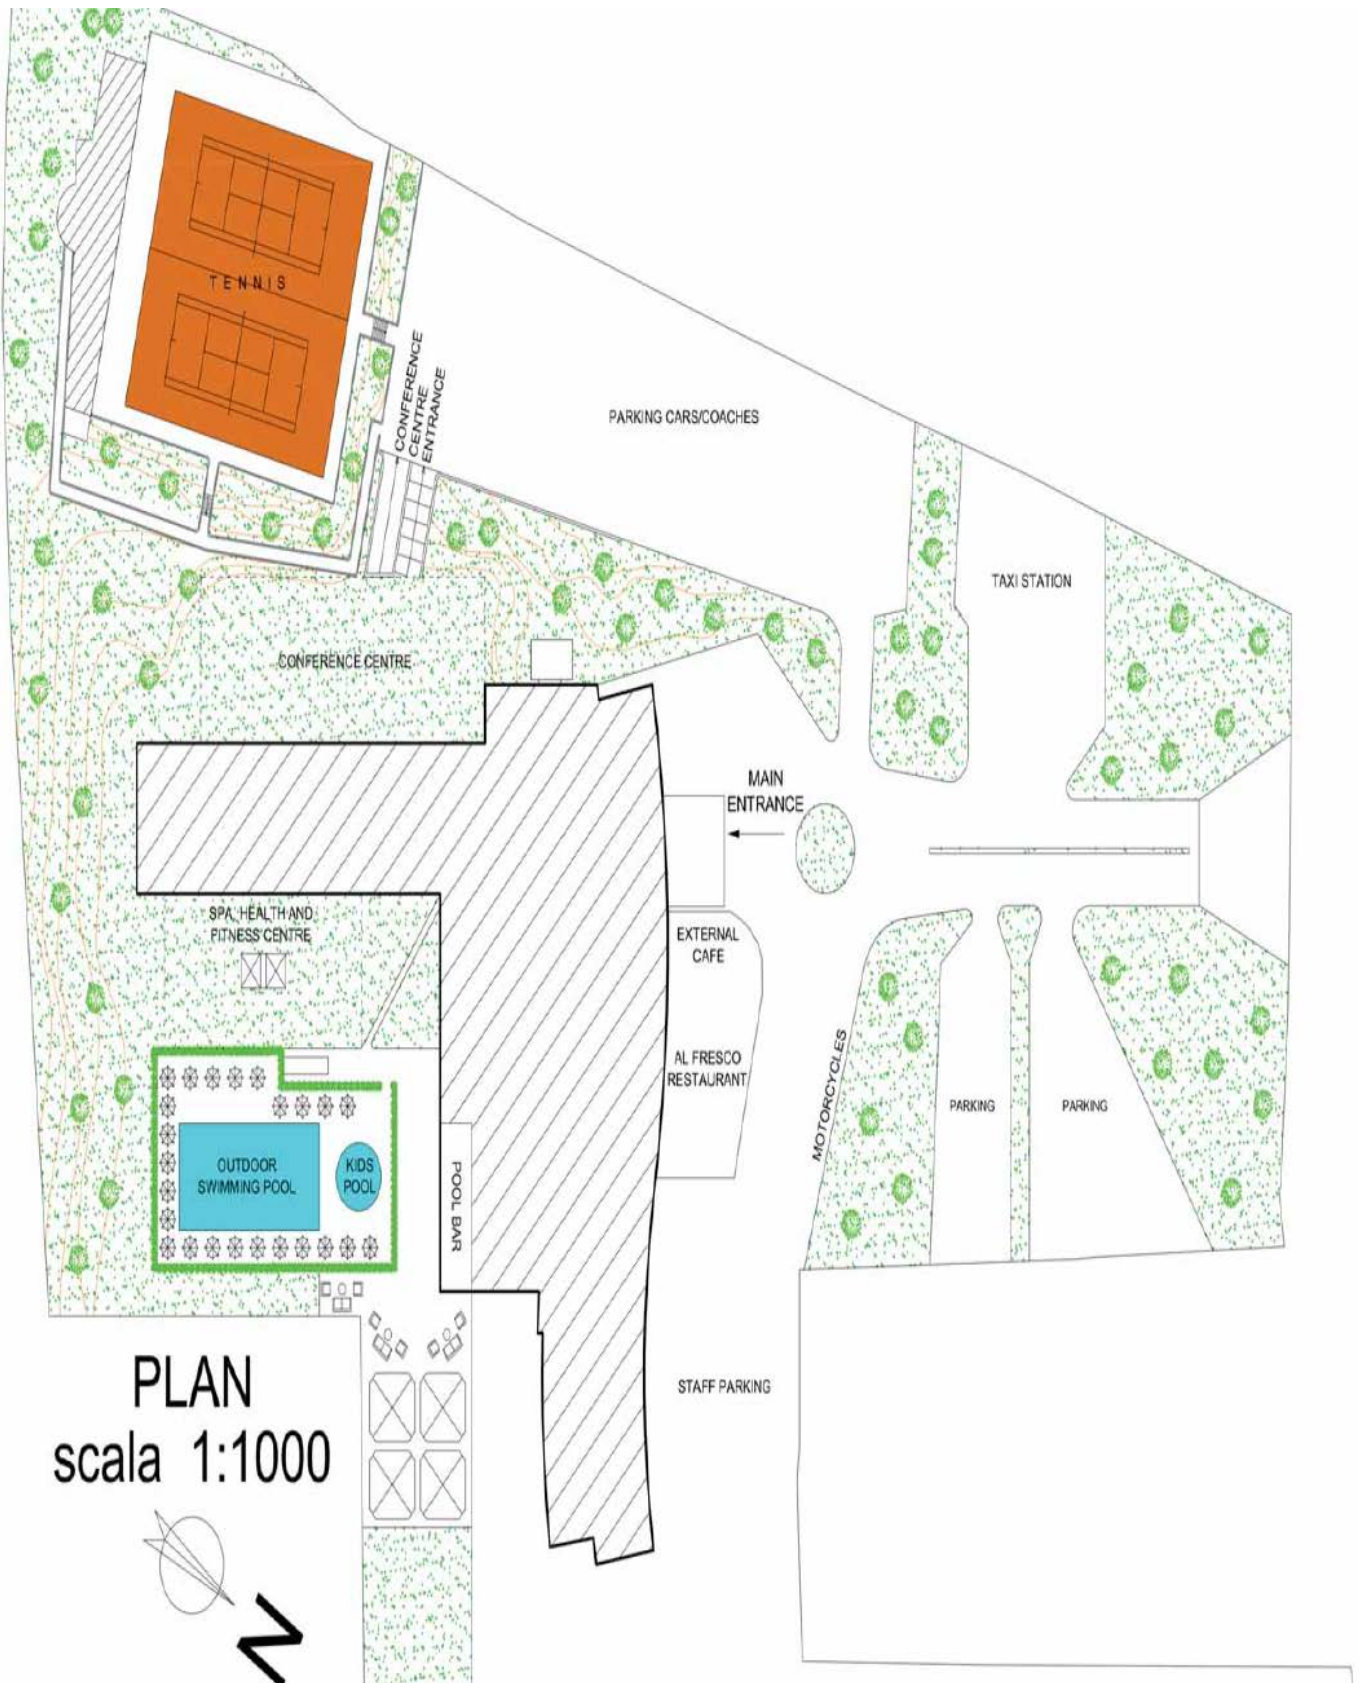 TENNIS
CONFERENCE
CENTRE
ENTRANCE
PARKING CARS/COACHES
TAXI STATION
CONFERENCE CENTRE
MAIN
ENTRANCE
SPA, HEALTH AND
FITNESS CENTRE
EXTERNAL
CAFE
AL FRESCO
RESTAURANT
MOTORCYCLES
PARKING
PARKING
OUTDOOR
SWIMMING POOL
KIDS
POOL
POOL BAR
STAFF PARKING
PLAN
scala 1:1000
N